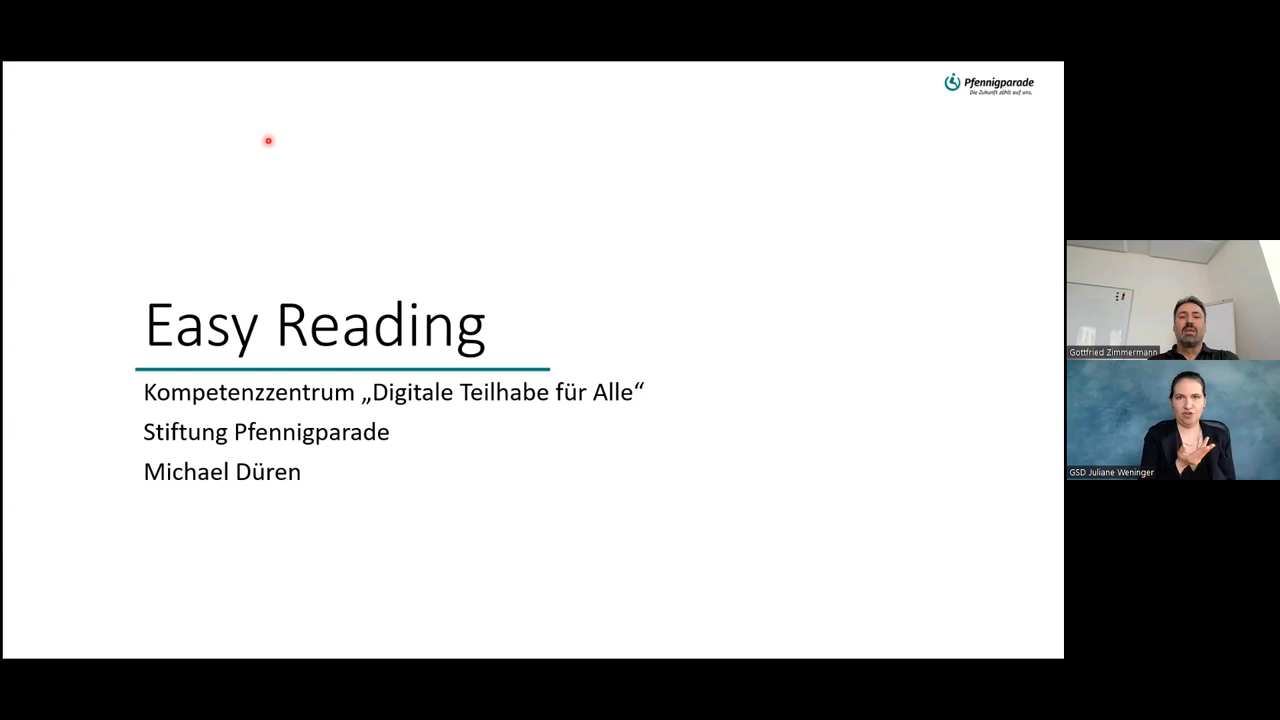 Pfennigparade
Die Zukunft zählt auf uns.
Easy Reading
Kompetenzzentrum „Digitale Teilhabe für Alle“
Stiftung Pfennigparade
Michael Düren
Gottfried Zimmermann
GSD Juliane Weninger